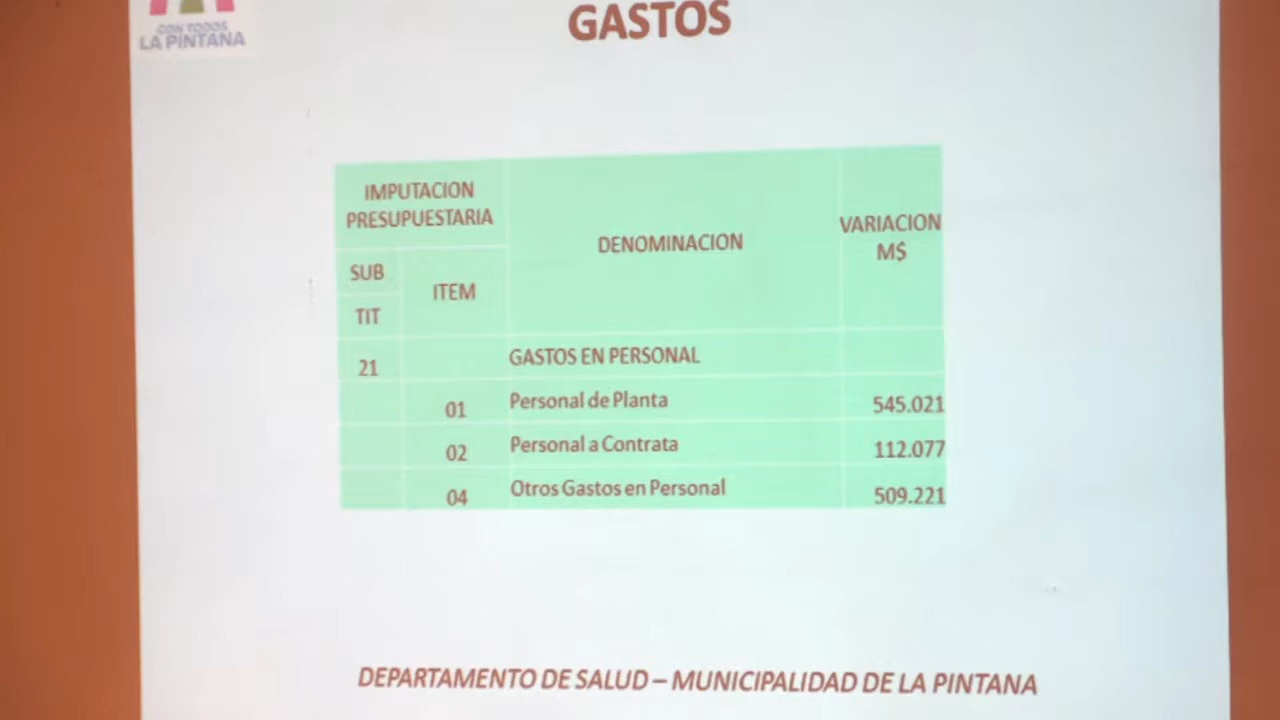 CON TODOS
LA PINTANA
GASTOS
IMPUTACION
PRESUPUESTARIA
DENOMINACION
VARIACION
M$
SUB
TIT
ITEM
21 GASTOS EN PERSONAL
01 Personal de Planta 545.021
02 Personal a Contrata 112.077
04 Otros Gastos en Personal 509.221
DEPARTAMENTO DE SALUD – MUNICIPALIDAD DE LA PINTANA